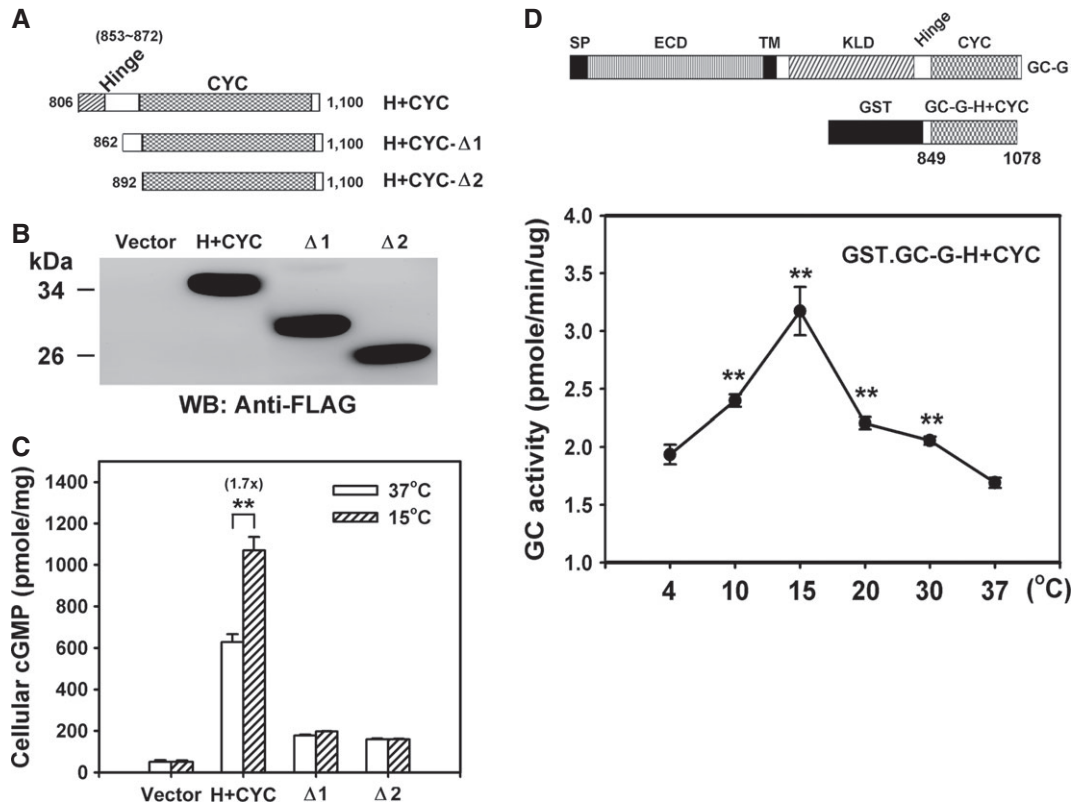 A
(853~872)
Hinge
CYC
806
1,100
H+CYC
862
1,100
H+CYC-Δ1
892
1,100
H+CYC-Δ2
B
Vector H+CYC Δ1 Δ2
kDa
34
26
WB: Anti-FLAG
C
Cellular cGMP (pmole/mg)
1400
1200
1000
800
600
400
200
0
(1.7x)
**
37°C
15°C
Vector H+CYC Δ1 Δ2
D
SP ECD TM KLD Hinge CYC
GC-G
GST GC-G-H+CYC
849 1078
GC activity (pmole/min/ug)
4.0
3.5
3.0
2.5
2.0
1.5
1.0
GST.GC-G-H+CYC
**
**
**
**
4 10 15 20 30 37 (°C)